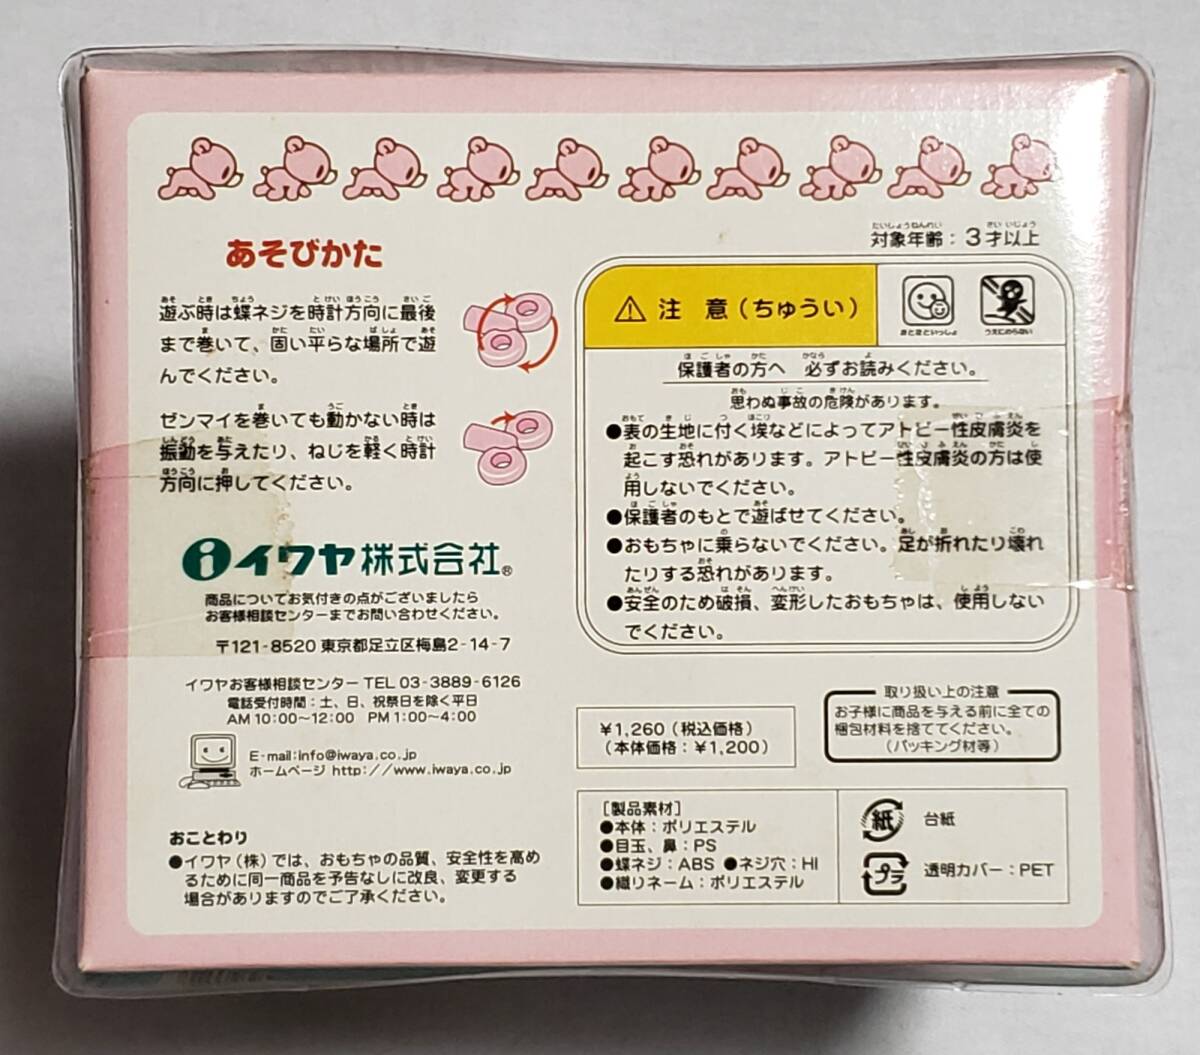 あそびかた
遊ぶ時は蝶ネジを時計方向に最後
まで巻いて、固い平らな場所で遊
んでください。
ゼンマイを巻いても動かない時は
振動を与えたり、ねじを軽く時計
方向に押してください。
iイワヤ株式会社®
商品についてお気付きの点がございましたら
お客様相談センターまでお問い合わせください。
〒121-8520 東京都足立区梅島2-14-7
イワヤお客様相談センター TEL 03-3889-6126
電話受付時間：土、日、祝祭日を除く平日
AM 10:00〜12:00 PM 1:00〜4:00
E-mail:info@iwaya.co.jp
ホームページ http://www.iwaya.co.jp
おことわり
●イワヤ（株）では、おもちゃの品質、安全性を高め
るために同一商品を予告なしに改良、変更する
場合がありますのでご了承ください。
対象年齢：3才以上
⚠注 意（ちゅうい）
おとなといっしょ
うえにのらない
保護者の方へ 必ずお読みください。
思わぬ事故の危険があります。
●表の生地に付く埃などによってアトピー性皮膚炎を
起こす恐れがあります。アトピー性皮膚炎の方は使
用しないでください。
●保護者のもとで遊ばせてください。
●おもちゃに乗らないでください。足が折れたり壊れ
たりする恐れがあります。
●安全のため破損、変形したおもちゃは、使用しない
でください。
取り扱い上の注意
お子様に商品を与える前に全ての
梱包材料を捨ててください。
（パッキング材等）
¥1,260（税込価格）
（本体価格：¥1,200）
［製品素材］
●本体：ポリエステル
●目玉、鼻：PS
●蝶ネジ：ABS ●ネジ穴：HI
●織りネーム：ポリエステル
紙 台紙
プラ 透明カバー：PET